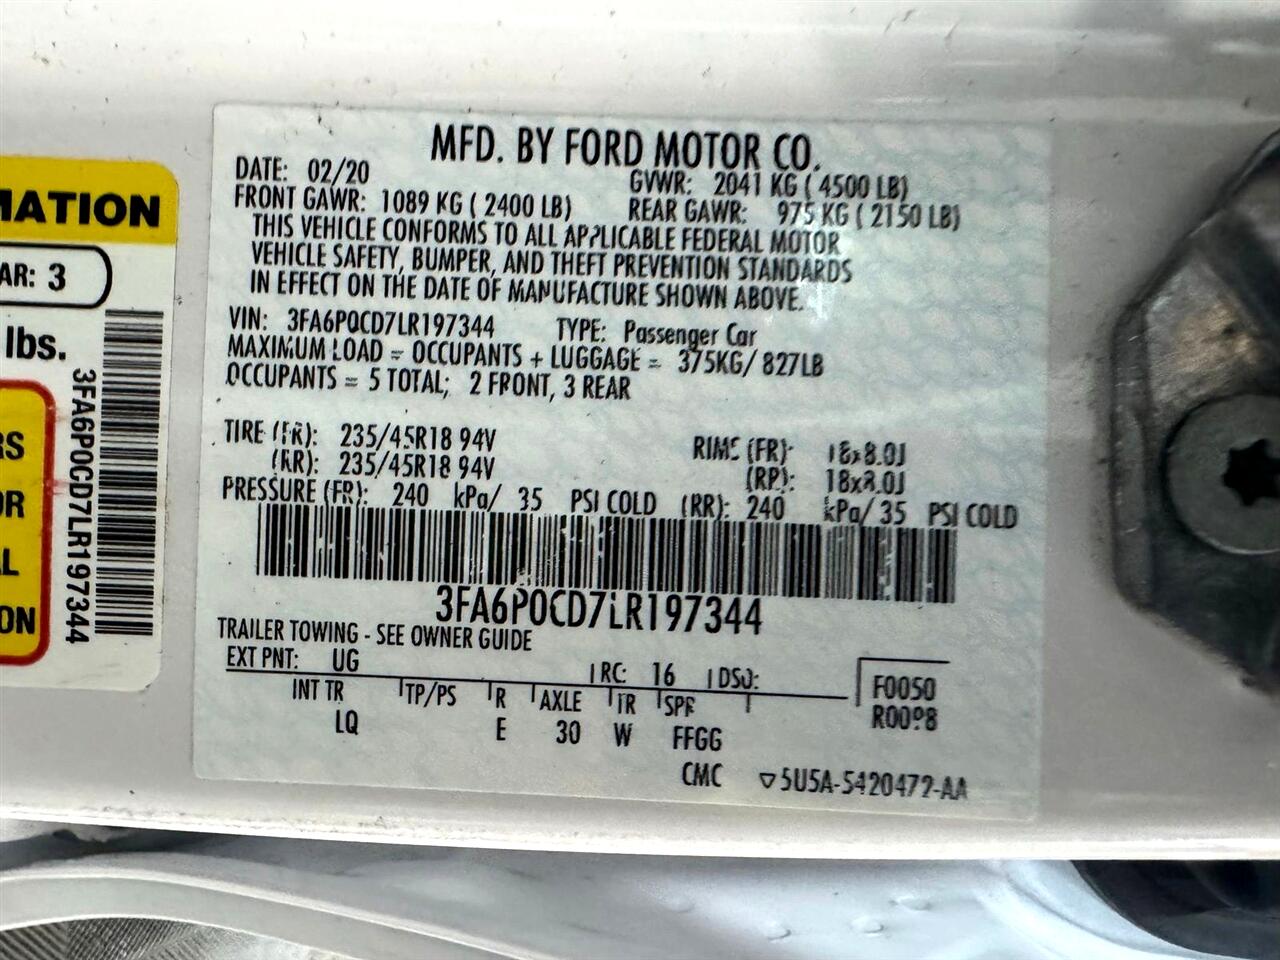 MFD. BY FORD MOTOR CO.
DATE: 02/20
GVWR: 2041 KG ( 4500 LB)
FRONT GAWR: 1089 KG ( 2400 LB)
REAR GAWR: 975 KG ( 2150 LB)
THIS VEHICLE CONFORMS TO ALL APPLICABLE FEDERAL MOTOR
VEHICLE SAFETY, BUMPER, AND THEFT PREVENTION STANDARDS
IN EFFECT ON THE DATE OF MANUFACTURE SHOWN ABOVE.
VIN: 3FA6P0CD7LR197344 TYPE: Passenger Car
MAXIMUM LOAD = OCCUPANTS + LUGGAGE = 375KG/ 827LB
OCCUPANTS = 5 TOTAL; 2 FRONT, 3 REAR
TIRE (FR): 235/45R18 94V RIMS (FR): 18x8.0J
(RR): 235/45R18 94V (RR): 18x8.0J
PRESSURE (FR): 240 kPa/ 35 PSI COLD (RR): 240 kPa/ 35 PSI COLD
3FA6P0CD7LR197344
TRAILER TOWING - SEE OWNER GUIDE
EXT PNT: UG RC: 16 DSO:
INT TR TP/PS R AXLE TR SPR
LQ E 30 W FFGG
F0050
CMC ▽5U5A-5420472-AA
MATION
AR: 3
lbs.
3FA6P0CD7LR197344
RS
OR
AL
ON